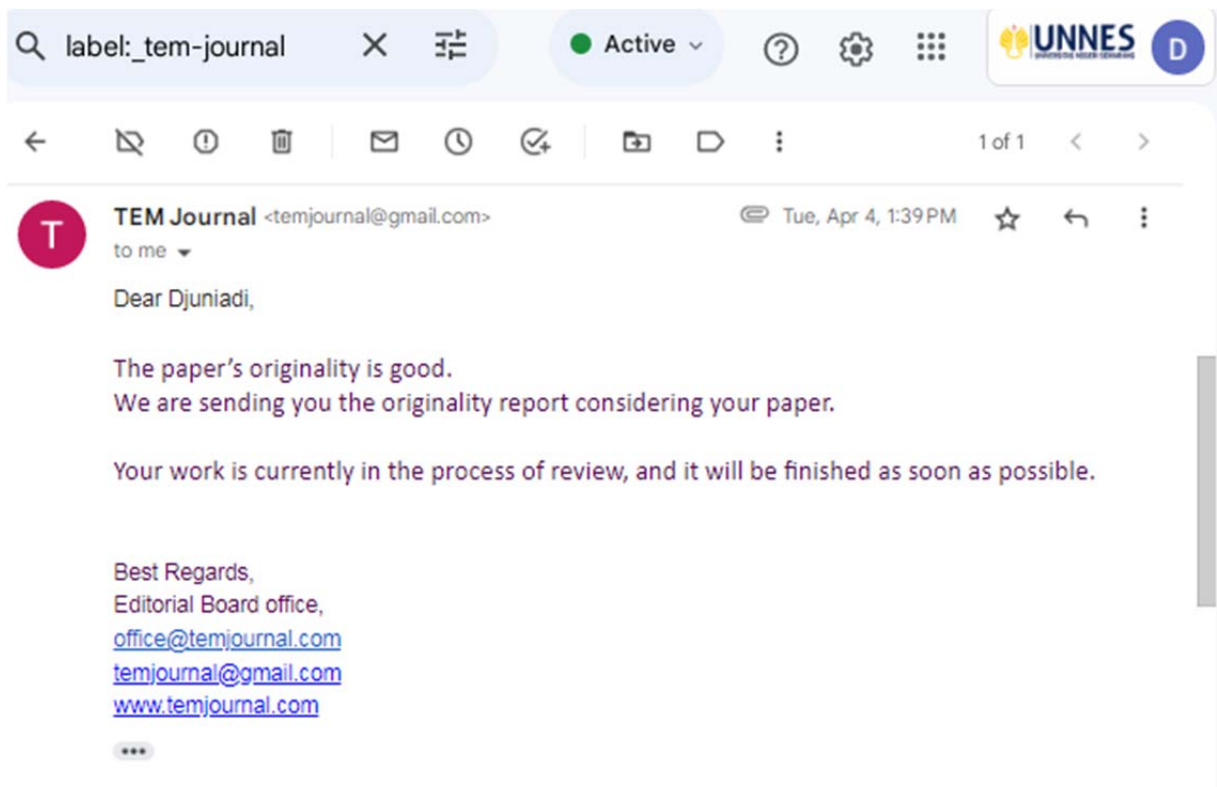 label:_tem-journal
Active
UNNES
D
1 of 1
T
TEM Journal <temjournal@gmail.com>
Tue, Apr 4, 1:39 PM
to me
Dear Djuniadi,
The paper's originality is good.
We are sending you the originality report considering your paper.
Your work is currently in the process of review, and it will be finished as soon as possible.
Best Regards,
Editorial Board office,
office@temjournal.com
temjournal@gmail.com
www.temjournal.com